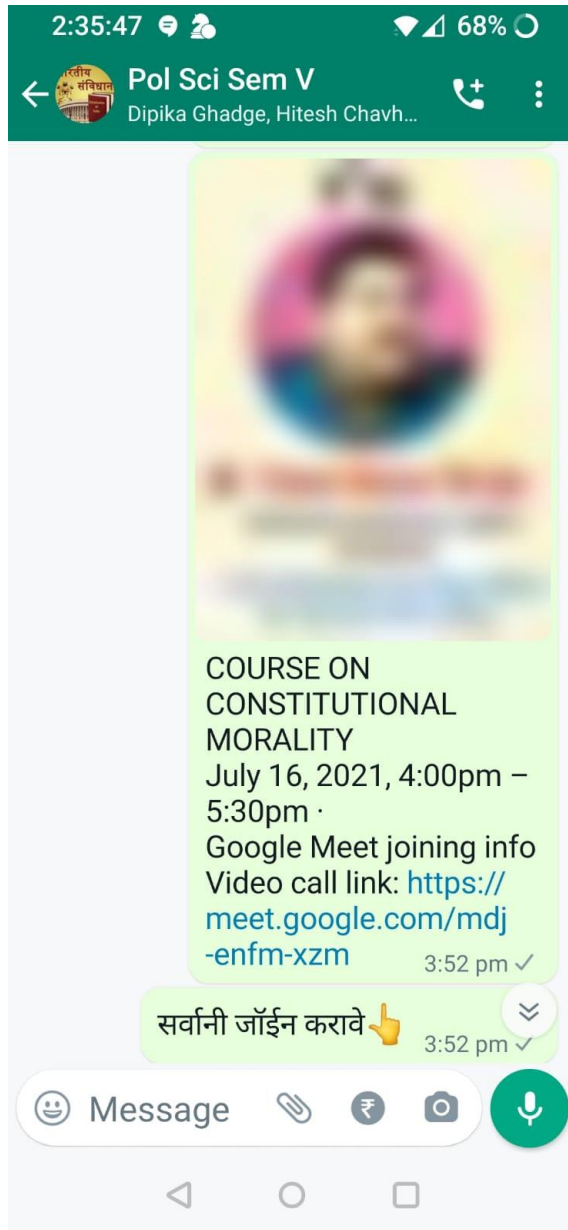 2:35:47 68%
Pol Sci Sem V
Dipika Ghadge, Hitesh Chavh...
COURSE ON
CONSTITUTIONAL
MORALITY
July 16, 2021, 4:00pm –
5:30pm ·
Google Meet joining info
Video call link: https://
meet.google.com/mdj
-enfm-xzm 3:52 pm
सर्वानी जॉईन करावे👆
3:52 pm
Message